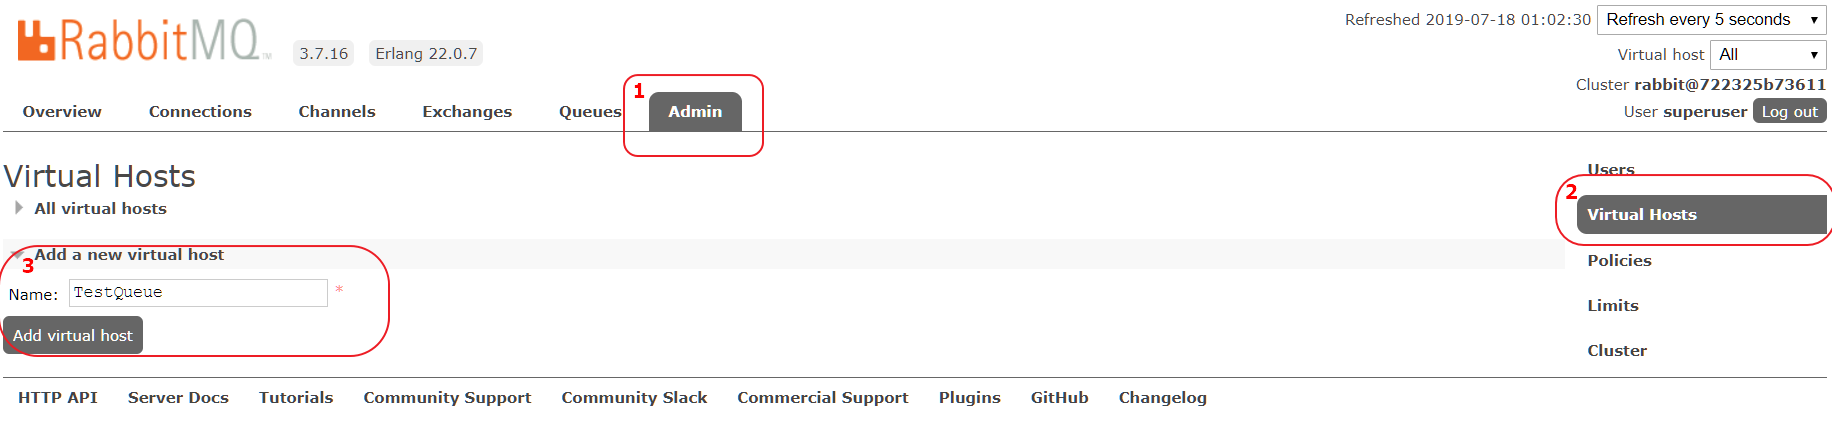 RabbitMQ TM 3.7.16 Erlang 22.0.7
Refreshed 2019-07-18 01:02:30 Refresh every 5 seconds
Virtual host All
Cluster rabbit@722325b73611
User superuser Log out
Overview Connections Channels Exchanges Queues 1 Admin
Virtual Hosts
All virtual hosts
Add a new virtual host
3
Name: TestQueue *
Add virtual host
Users
2 Virtual Hosts
Policies
Limits
Cluster
HTTP API Server Docs Tutorials Community Support Community Slack Commercial Support Plugins GitHub Changelog